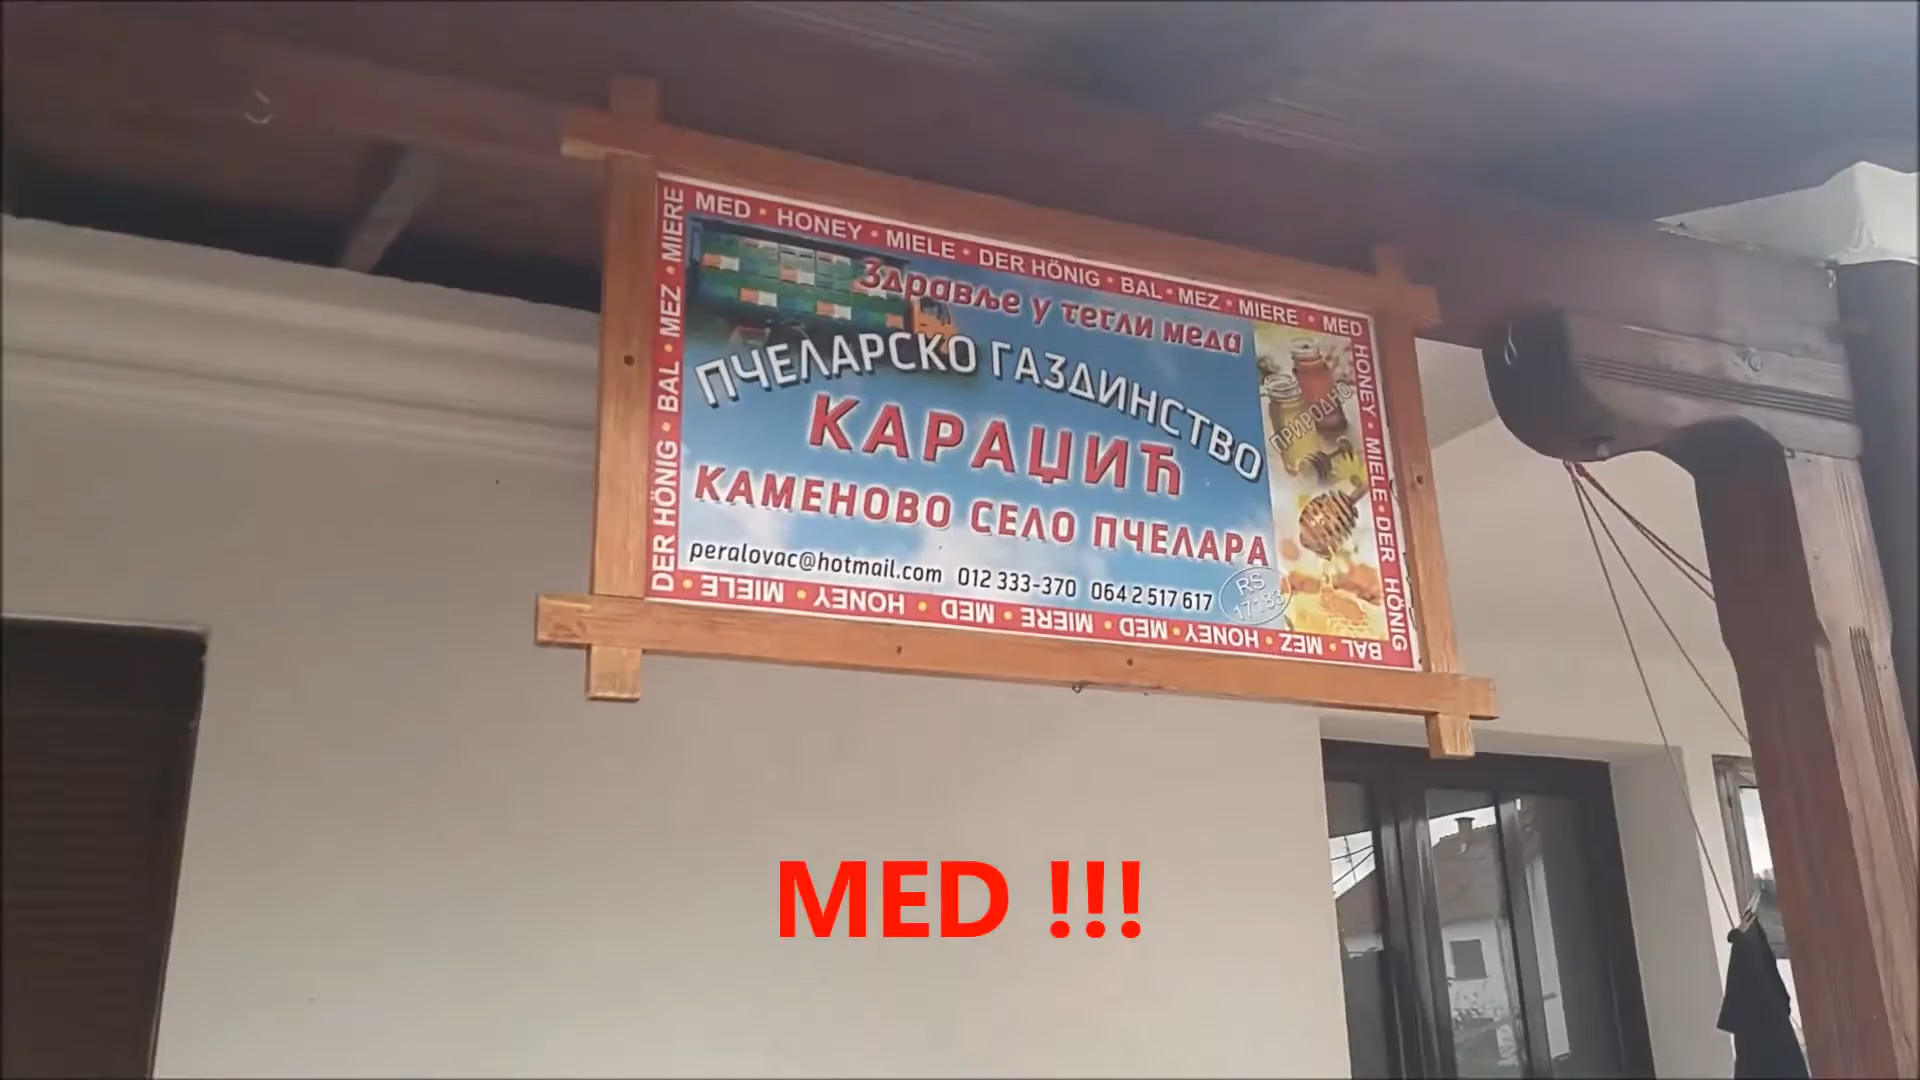 MED • HONEY • MIELE • DER HÖNIG • BAL • MEZ • MIERE • MED
HONEY • MIELE • DER HÖNIG
BAL • MEZ • HONEY • MED • MIERE • MED • HONEY • MIELE •
DER HÖNIG • BAL • MEZ • MIERE
Здравље у тегли меда
ПЧЕЛАРСКО ГАЗДИНСТВО
КАРАЏИЋ
КАМЕНОВО СЕЛО ПЧЕЛАРА
ПРИРОДНО
peralovac@hotmail.com 012 333-370 064 2 517 617
RS
MED !!!